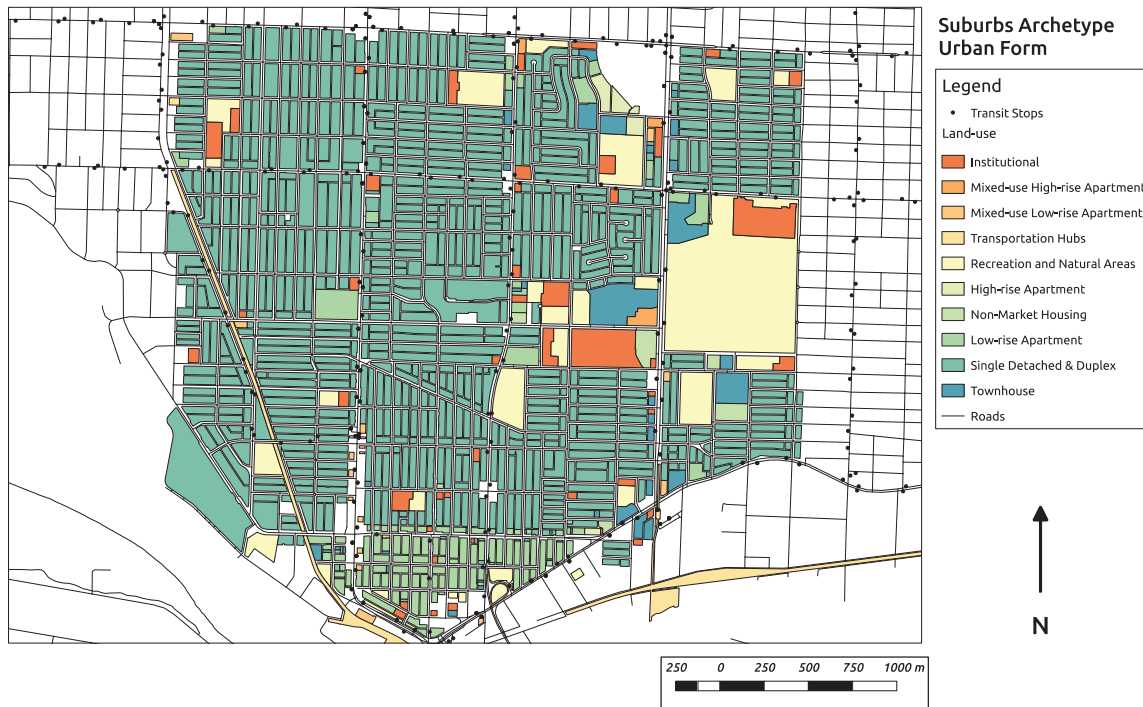 Suburbs Archetype
Urban Form
Legend
Transit Stops
Land-use
Institutional
Mixed-use High-rise Apartment
Mixed-use Low-rise Apartment
Transportation Hubs
Recreation and Natural Areas
High-rise Apartment
Non-Market Housing
Low-rise Apartment
Single Detached & Duplex
Townhouse
Roads
N
250 0 250 500 750 1000 m